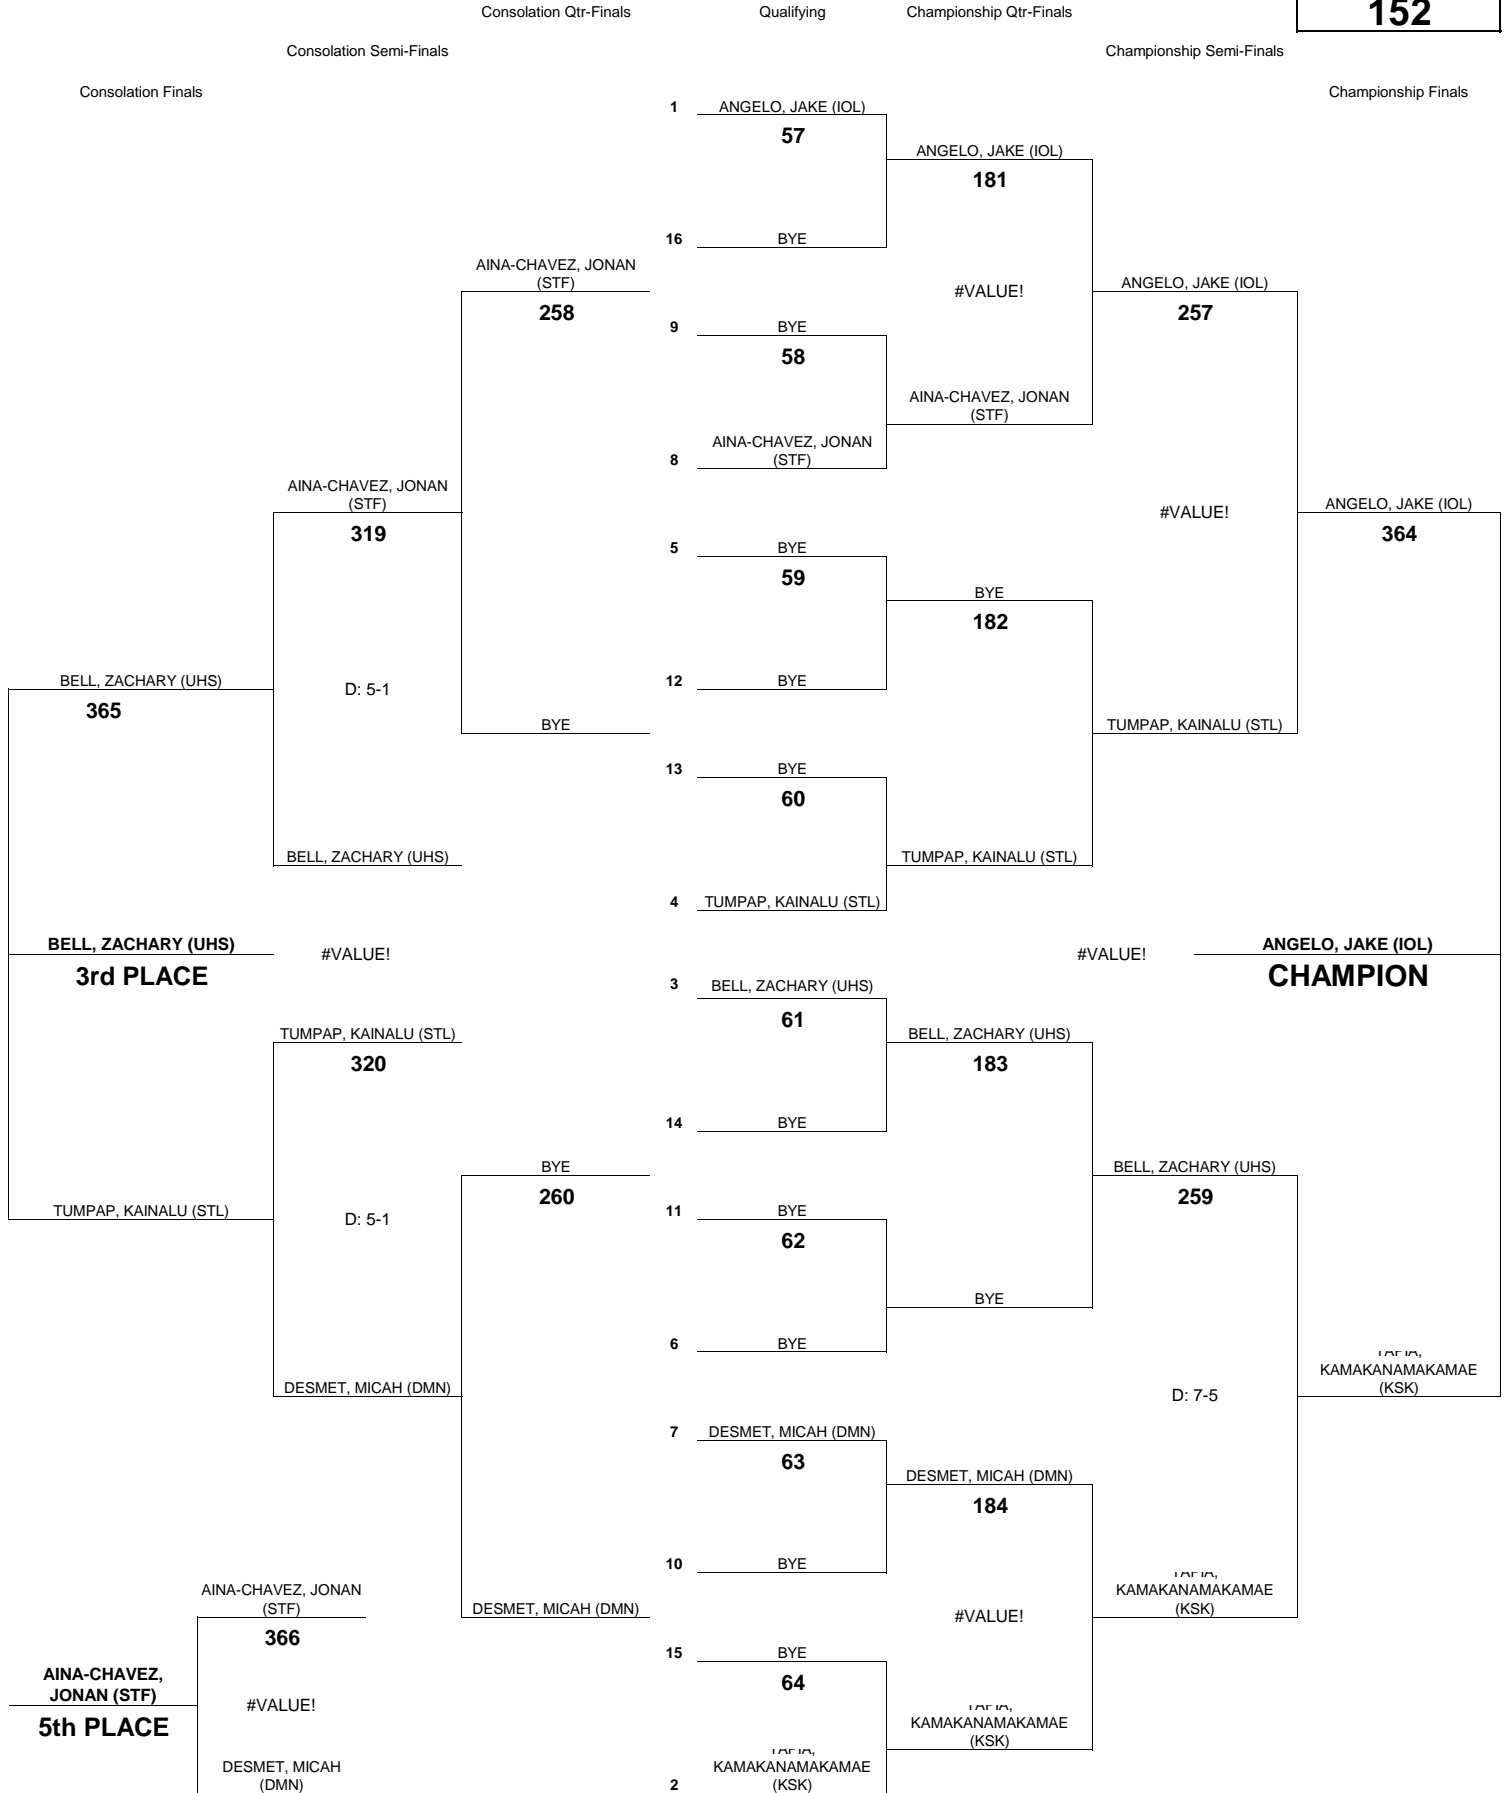 Consolation Qtr-Finals Qualifying Championship Qtr-Finals 152
Consolation Semi-Finals Championship Semi-Finals
Consolation Finals Championship Finals
1 ANGELO, JAKE (IOL)
57
ANGELO, JAKE (IOL)
181
16 BYE
AINA-CHAVEZ, JONAN
(STF)
258
#VALUE!
ANGELO, JAKE (IOL)
257
9 BYE
58
AINA-CHAVEZ, JONAN
(STF)
8 AINA-CHAVEZ, JONAN
(STF)
AINA-CHAVEZ, JONAN
(STF)
319
#VALUE!
ANGELO, JAKE (IOL)
364
5 BYE
59
BYE
182
12 BYE
BELL, ZACHARY (UHS)
365
D: 5-1
BYE
TUMPAP, KAINALU (STL)
13 BYE
60
BELL, ZACHARY (UHS)
TUMPAP, KAINALU (STL)
4 TUMPAP, KAINALU (STL)
BELL, ZACHARY (UHS)
3rd PLACE
#VALUE!
#VALUE!
ANGELO, JAKE (IOL)
CHAMPION
3 BELL, ZACHARY (UHS)
61
TUMPAP, KAINALU (STL)
320
BELL, ZACHARY (UHS)
183
14 BYE
BYE
260
BELL, ZACHARY (UHS)
259
TUMPAP, KAINALU (STL)
D: 5-1
11 BYE
62
BYE
6 BYE
DESMET, MICAH (DMN)
D: 7-5
KAMAKANAMAKAMAE
(KSK)
7 DESMET, MICAH (DMN)
63
DESMET, MICAH (DMN)
184
10 BYE
AINA-CHAVEZ, JONAN
(STF)
366
DESMET, MICAH (DMN)
#VALUE!
KAMAKANAMAKAMAE
(KSK)
15 BYE
64
AINA-CHAVEZ,
JONAN (STF)
5th PLACE
#VALUE!
KAMAKANAMAKAMAE
(KSK)
DESMET, MICAH
(DMN)
2 KAMAKANAMAKAMAE
(KSK)